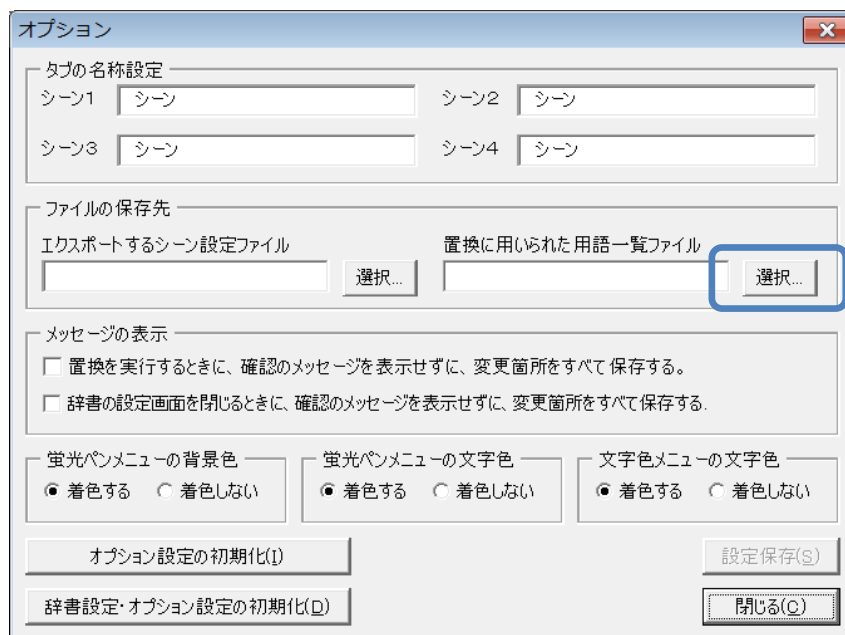 オプション
タブの名称設定
シーン1 シーン シーン2 シーン
シーン3 シーン シーン4 シーン
ファイルの保存先
エクスポートするシーン設定ファイル 置換に用いられた用語一覧ファイル
選択... 選択...
メッセージの表示
置換を実行するときに、確認のメッセージを表示せずに、変更箇所をすべて保存する。
辞書の設定画面を閉じるときに、確認のメッセージを表示せずに、変更箇所をすべて保存する.
蛍光ペンメニューの背景色 蛍光ペンメニューの文字色 文字色メニューの文字色
着色する 着色しない 着色する 着色しない 着色する 着色しない
オプション設定の初期化(I) 設定保存(S)
辞書設定・オプション設定の初期化(D) 閉じる(C)